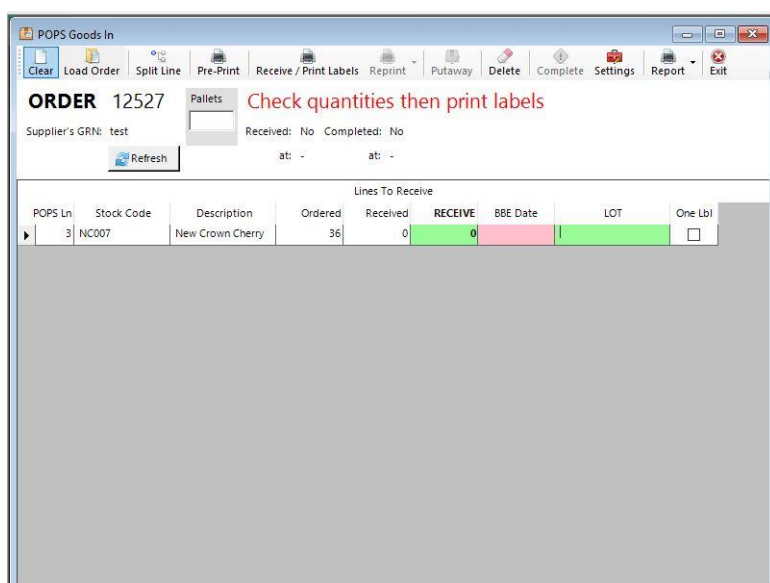 POPS Goods In
Clear Load Order Split Line Pre-Print Receive / Print Labels Reprint Putaway Delete Complete Settings Report Exit
ORDER 12527 Pallets Check quantities then print labels
Supplier's GRN: test Received: No Completed: No
Refresh at: - at: -
Lines To Receive
POPS Ln Stock Code Description Ordered Received RECEIVE BBE Date LOT One Lbl
3 NC007 New Crown Cherry 36 0 0